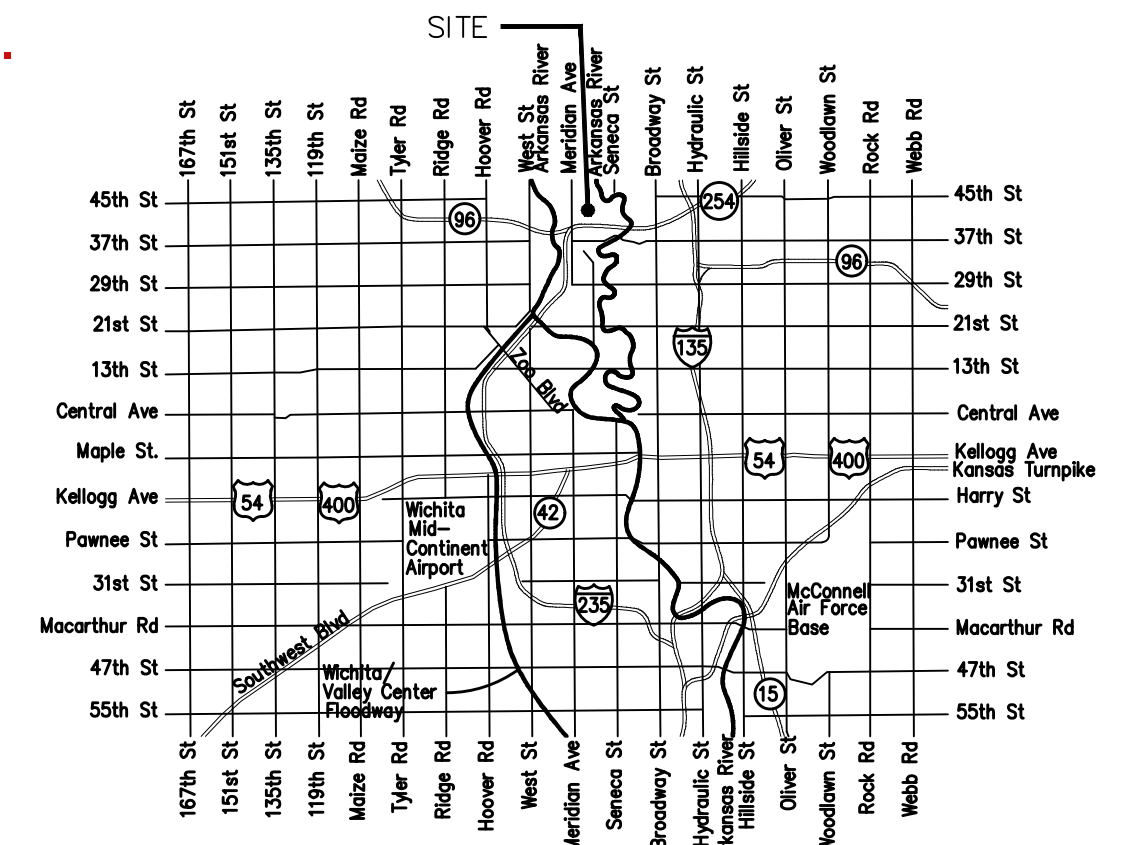 SITE
167th St
151st St
135th St
119th St
Maize Rd
Tyler Rd
Ridge Rd
Hoover Rd
West St
Arkansas River
Meridian Ave
Arkansas River
Seneca St
Broadway St
Hydraulic St
Hillside St
Oliver St
Woodlawn St
Rock Rd
Webb Rd
45th St
254
45th St
96
37th St
37th St
96
29th St
29th St
21st St
21st St
135
13th St
13th St
Zoo Blvd
Central Ave
Central Ave
Maple St.
54
400
Kellogg Ave
Kansas Turnpike
Kellogg Ave
54
400
Harry St
Wichita
Mid-
Continent
Airport
42
Pawnee St
Pawnee St
31st St
31st St
235
McConnell
Air Force
Base
Macarthur Rd
Macarthur Rd
Southwest Blvd
47th St
47th St
Wichita/
Valley Center
Floodway
15
55th St
55th St
167th St
151st St
135th St
119th St
Maize Rd
Tyler Rd
Ridge Rd
Hoover Rd
West St
Meridian Ave
Seneca St
Broadway St
Hydraulic St
kansas River
Hillside St
Oliver St
Woodlawn St
Rock Rd
Webb Rd